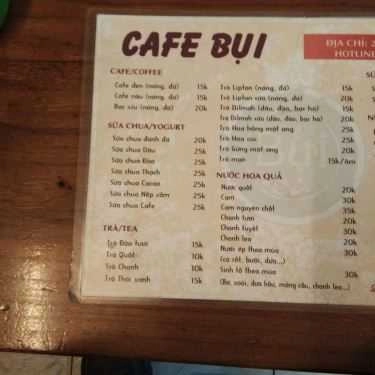 CAFE BỤI
ĐỊA CHỈ: 2
HOTLINE
CAFE/COFFEE
Cafe đen (nóng, đá) 15k
Cafe nâu (nóng, đá) 15k
Bạc xỉu (nóng, đá) 20k
SỮA CHUA/YOGURT
Sữa chua đánh đá 20k
Sữa chua Dâu 25k
Sữa chua Đào 25k
Sữa chua Thạch 25k
Sữa chua Cacao 25k
Sữa chua Nếp cẩm 25k
Sữa chua Cafe 25k
TRÀ/TEA
Trà Đào tươi 15k
Trà Quất 10k
Trà Chanh 10k
Trà Thái xanh 15k
Trà Lipton (nóng, đá) 15k
Trà Lipton sữa (nóng, đá) 20k
Trà Dilmah (dâu, đào, bạc hà) 15k
Trà Dilmah sữa (dâu, đào, bạc hà) 20k
Trà Hoa hồng mật ong 25k
Trà Hoa cúc 25k
Trà Gừng mật ong 20k
Trà mạn 15k/ấm
NƯỚC HOA QUẢ
Nước quất 20k
Cam 30k
Cam nguyên chất 35k
Chanh tươi 20k
Chanh tuyết 30k
Chanh leo 20k
Nước ép theo mùa 30k
(cà rốt, bưởi, dứa...)
Sinh tố theo mùa 30k
(Bơ, xoài, dưa hấu, mãng cầu, chanh leo...)